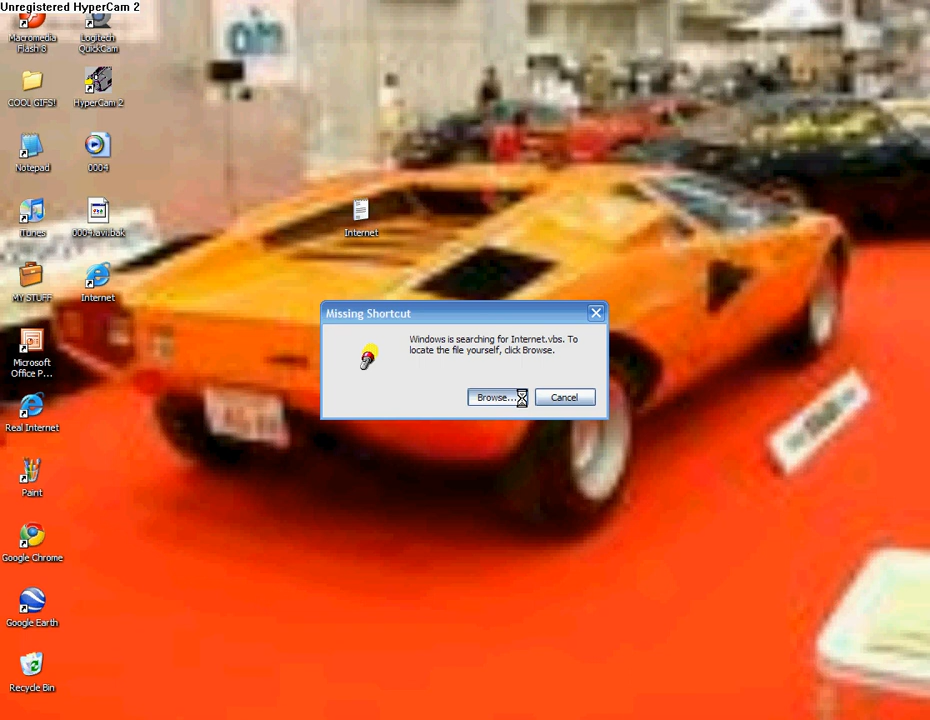 Unregistered HyperCam 2
Macromedia
Flash 8
Logitech
QuickCam
COOL GIFS!
HyperCam 2
Notepad
0004
iTunes
0004.avi.bak
Internet
MY STUFF
Internet
Missing Shortcut
Windows is searching for Internet.vbs. To
locate the file yourself, click Browse.
Browse...
Cancel
Microsoft
Office P...
Real Internet
Paint
Google Chrome
Google Earth
Recycle Bin